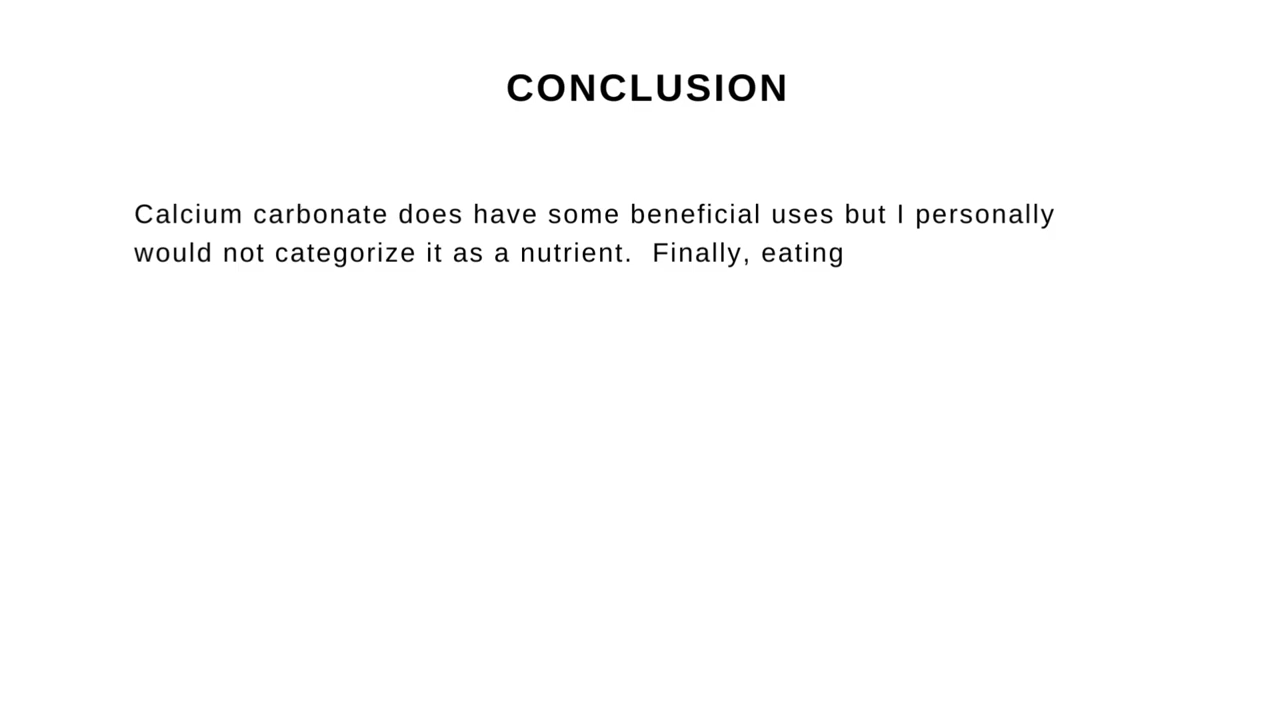 CONCLUSION
Calcium carbonate does have some beneficial uses but I personally
would not categorize it as a nutrient.  Finally, eating